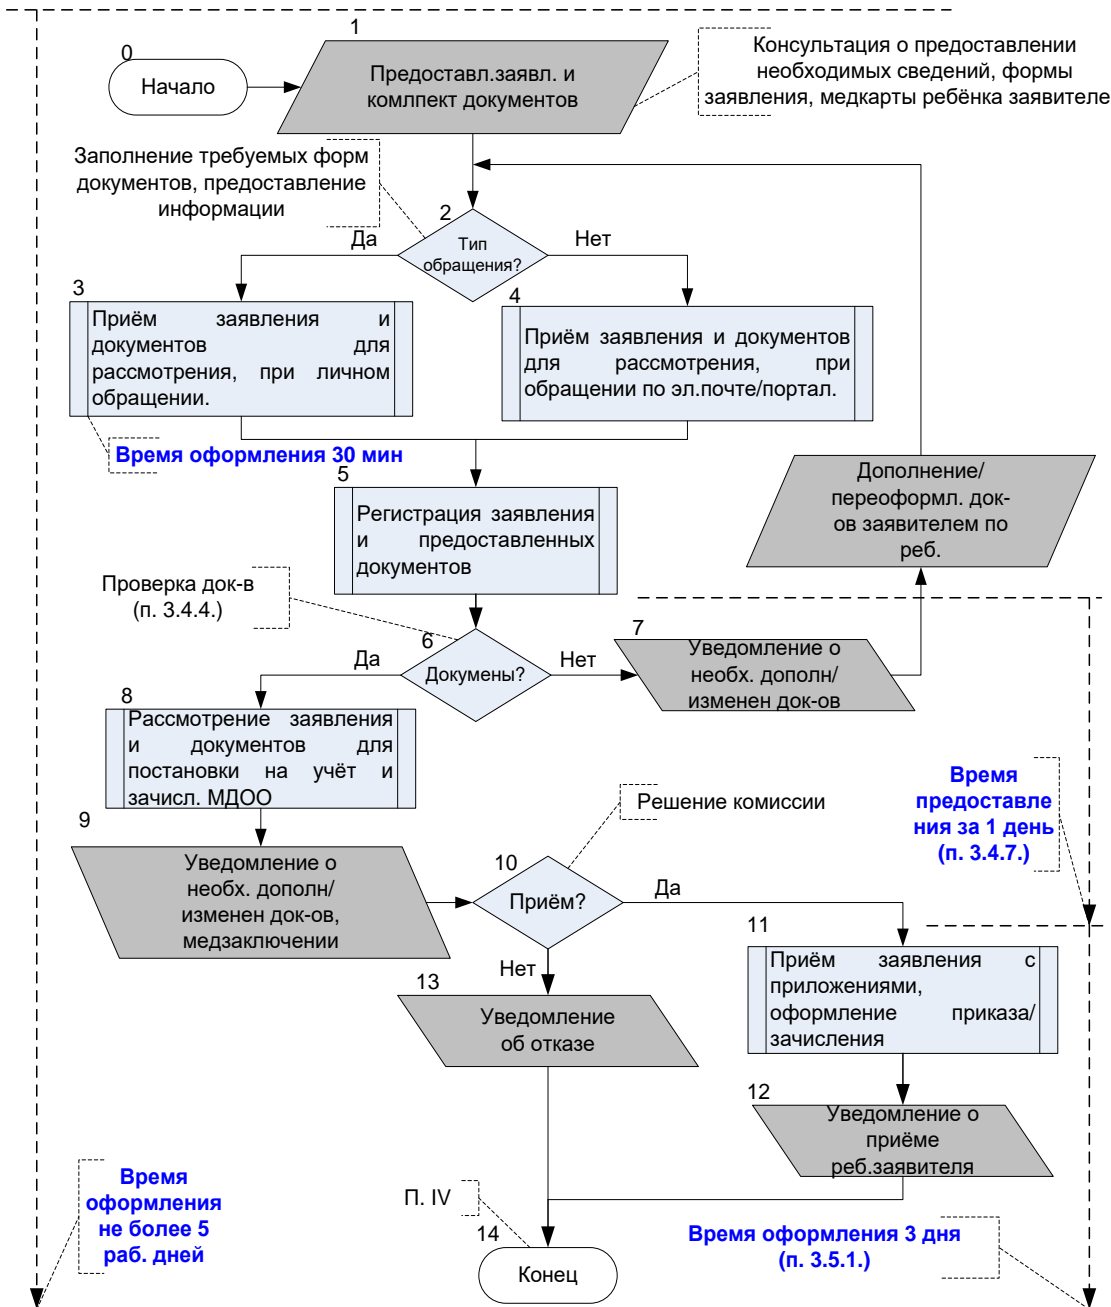 1
0
Начало
Предоставл.заявл. и
комлпект документов
Консультация о предоставлении
необходимых сведений, формы
заявления, медкарты ребёнка заявителе
Заполнение требуемых форм
документов, предоставление
информации
2
Тип
обращения?
Да
Нет
3
Приём заявления и
документов для
рассмотрения, при личном
обращении.
4
Приём заявления и документов
для рассмотрения, при
обращении по эл.почте/портал.
Время оформления 30 мин
5
Регистрация заявления
и предоставленных
документов
Дополнение/
переоформл. док-
ов заявителем по
реб.
Проверка док-в
(п. 3.4.4.)
6
Докумены?
Да
Нет
7
Уведомление о
необх. дополн/
изменен док-ов
8
Рассмотрение заявления
и документов для
постановки на учёт и
зачисл. МДОО
Время
предоставле
ния за 1 день
(п. 3.4.7.)
Решение комиссии
9
Уведомление о
необх. дополн/
изменен док-ов,
медзаключении
10
Приём?
Да
Нет
11
Приём заявления с
приложениями,
оформление приказа/
зачисления
13
Уведомление
об отказе
12
Уведомление о
приёме
реб.заявителя
Время
оформления
не более 5
раб. дней
П. IV
14
Конец
Время оформления 3 дня
(п. 3.5.1.)